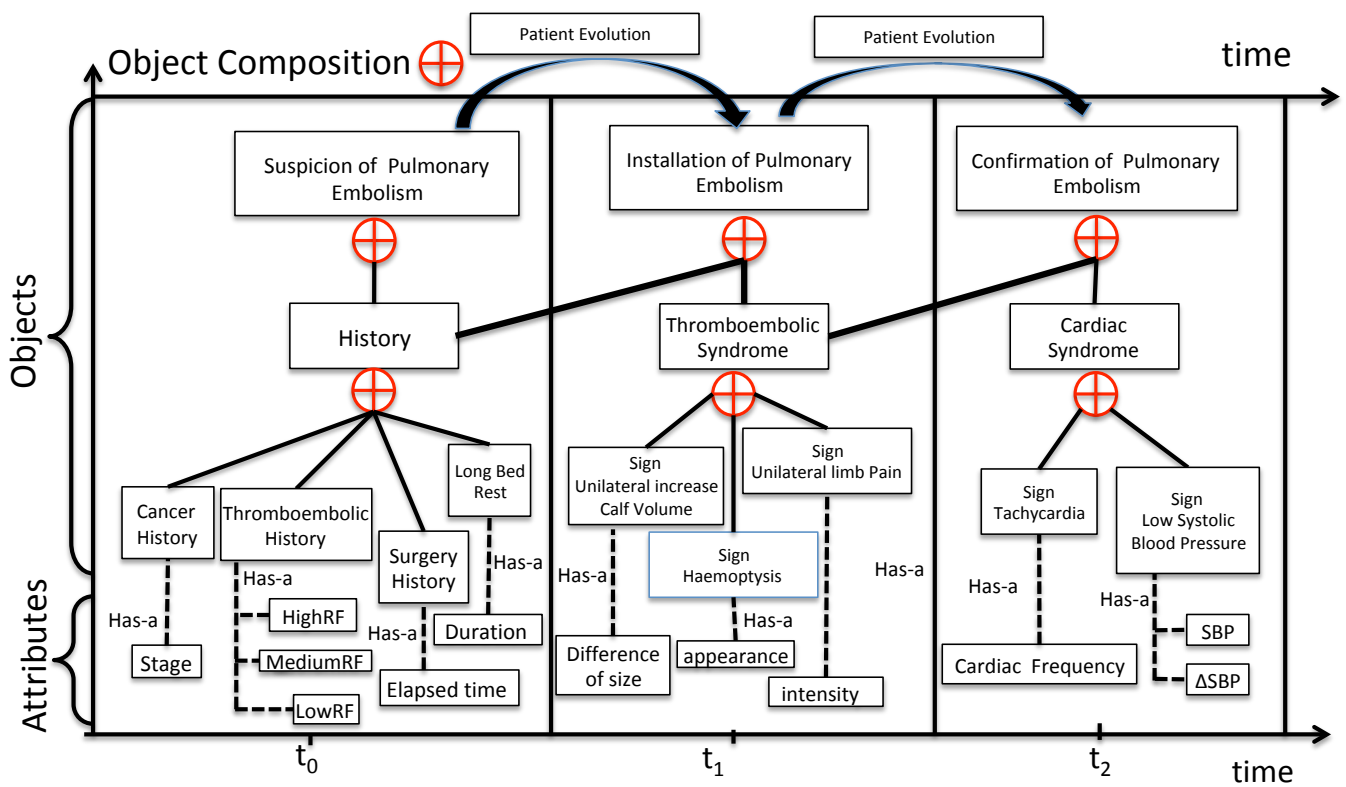 Patient Evolution
Patient Evolution
Object Composition
time
Objects
Attributes
Suspicion of Pulmonary
Embolism
Installation of Pulmonary
Embolism
Confirmation of Pulmonary
Embolism
History
Thromboembolic
Syndrome
Cardiac
Syndrome
Cancer
History
Thromboembolic
History
Surgery
History
Long Bed
Rest
Sign
Unilateral increase
Calf Volume
Sign
Haemoptysis
Sign
Unilateral limb Pain
Sign
Tachycardia
Sign
Low Systolic
Blood Pressure
Has-a
Has-a
Has-a
Has-a
Has-a
Has-a
Has-a
Has-a
Has-a
Stage
HighRF
MediumRF
LowRF
Elapsed time
Duration
Difference
of size
appearance
intensity
Cardiac Frequency
SBP
ΔSBP
t0
t1
t2
time